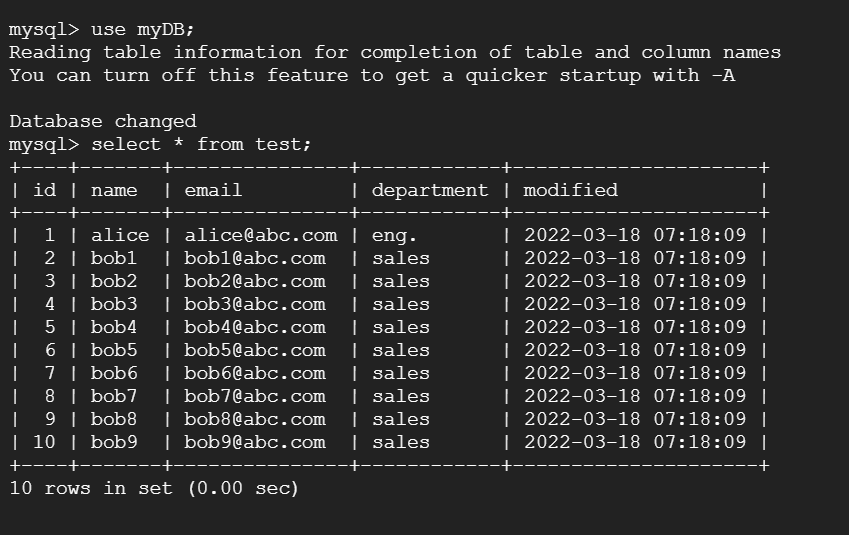 mysql> use myDB;
Reading table information for completion of table and column names
You can turn off this feature to get a quicker startup with -A

Database changed
mysql> select * from test;
+----+-------+---------------+------------+---------------------+
| id | name  | email         | department | modified            |
+----+-------+---------------+------------+---------------------+
|  1 | alice | alice@abc.com | eng.       | 2022-03-18 07:18:09 |
|  2 | bob1  | bob1@abc.com  | sales      | 2022-03-18 07:18:09 |
|  3 | bob2  | bob2@abc.com  | sales      | 2022-03-18 07:18:09 |
|  4 | bob3  | bob3@abc.com  | sales      | 2022-03-18 07:18:09 |
|  5 | bob4  | bob4@abc.com  | sales      | 2022-03-18 07:18:09 |
|  6 | bob5  | bob5@abc.com  | sales      | 2022-03-18 07:18:09 |
|  7 | bob6  | bob6@abc.com  | sales      | 2022-03-18 07:18:09 |
|  8 | bob7  | bob7@abc.com  | sales      | 2022-03-18 07:18:09 |
|  9 | bob8  | bob8@abc.com  | sales      | 2022-03-18 07:18:09 |
| 10 | bob9  | bob9@abc.com  | sales      | 2022-03-18 07:18:09 |
+----+-------+---------------+------------+---------------------+
10 rows in set (0.00 sec)